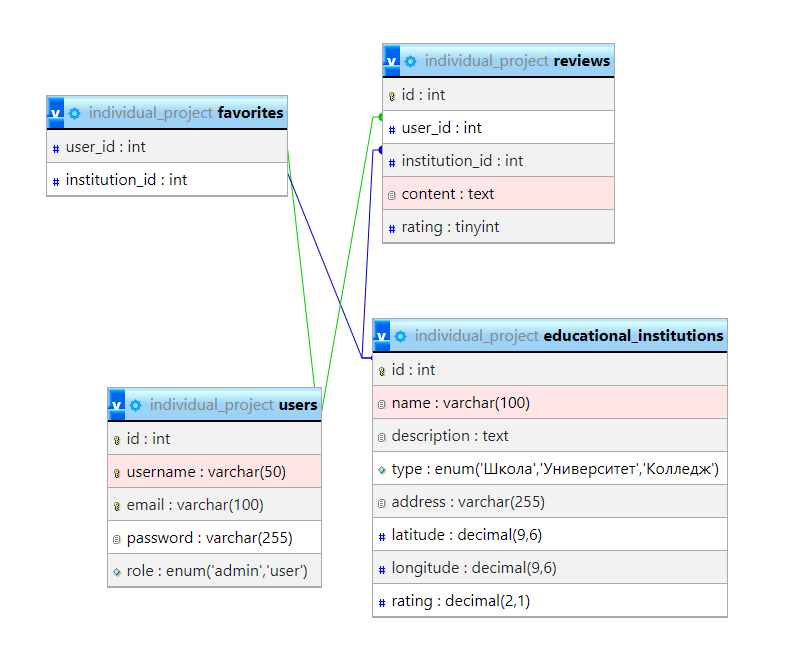 v individual_project favorites
# user_id : int
# institution_id : int
v individual_project reviews
id : int
# user_id : int
# institution_id : int
content : text
# rating : tinyint
v individual_project users
id : int
username : varchar(50)
email : varchar(100)
password : varchar(255)
role : enum('admin','user')
v individual_project educational_institutions
id : int
name : varchar(100)
description : text
type : enum('Школа','Университет','Колледж')
address : varchar(255)
# latitude : decimal(9,6)
# longitude : decimal(9,6)
# rating : decimal(2,1)